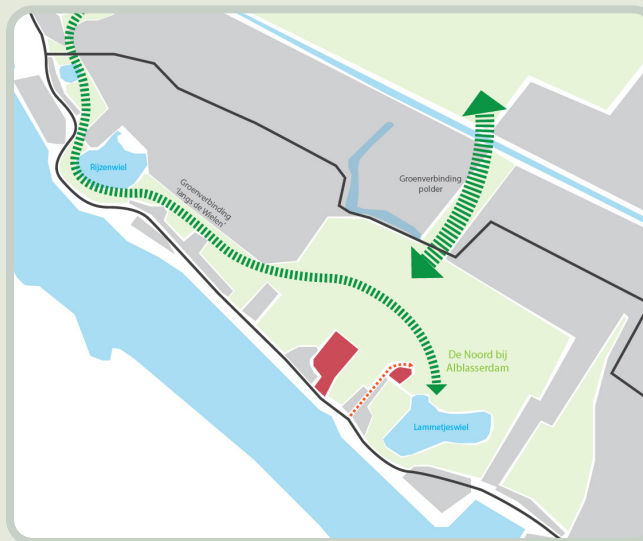 Rijzenwiel
Groenverbinding
'langs de Wielen'
Groenverbinding
polder
De Noord bij
Alblasserdam
Lammetjeswiel